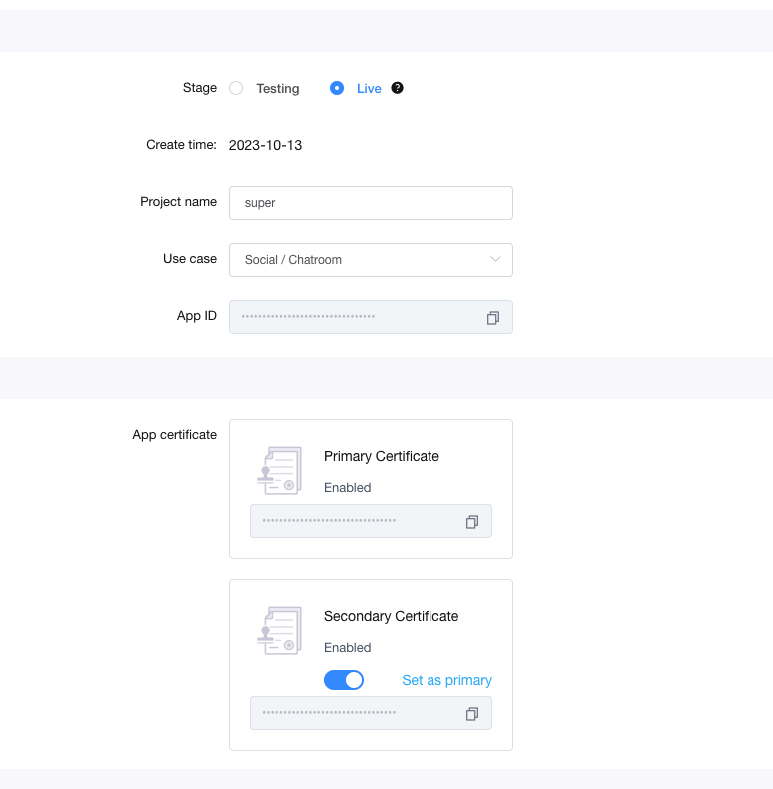 Stage Testing Live ?
Create time: 2023-10-13
Project name super
Use case Social / Chatroom
App ID ••••••••••••••••••••••••••••••••
App certificate
Primary Certificate
Enabled
••••••••••••••••••••••••••••••••
Secondary Certificate
Enabled
Set as primary
••••••••••••••••••••••••••••••••